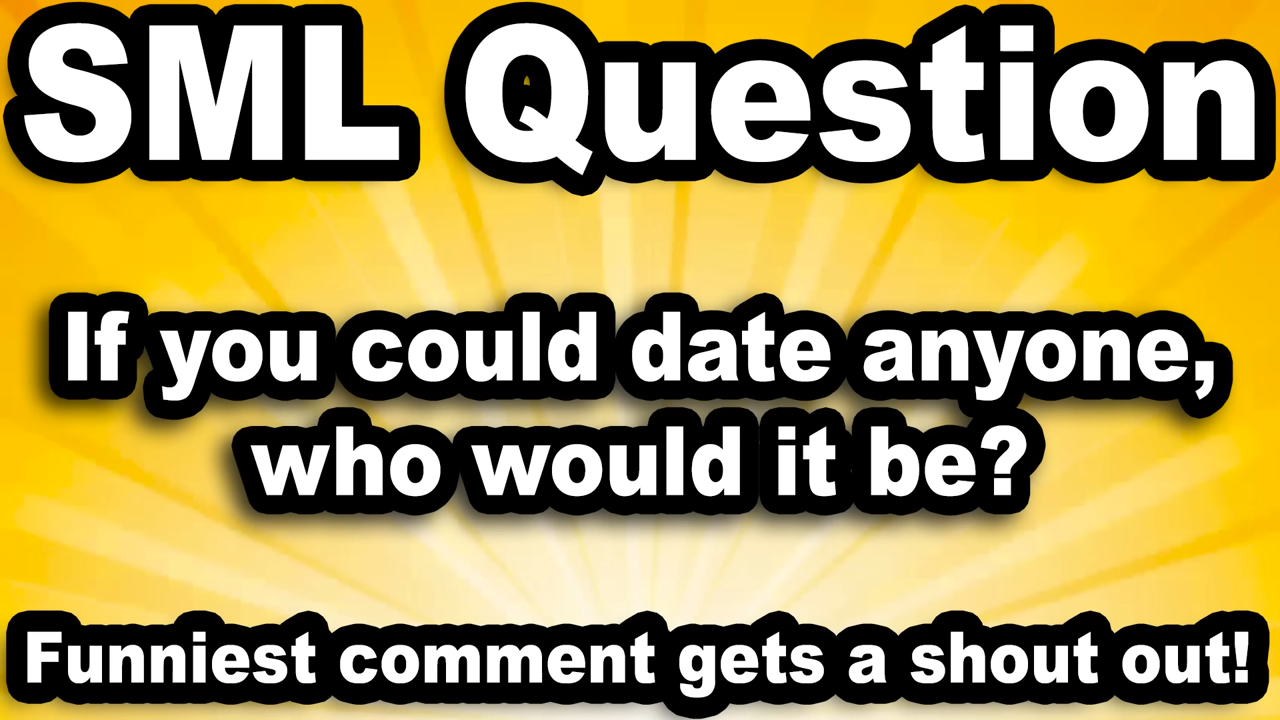 SML Question
If you could date anyone,
who would it be?
Funniest comment gets a shout out!